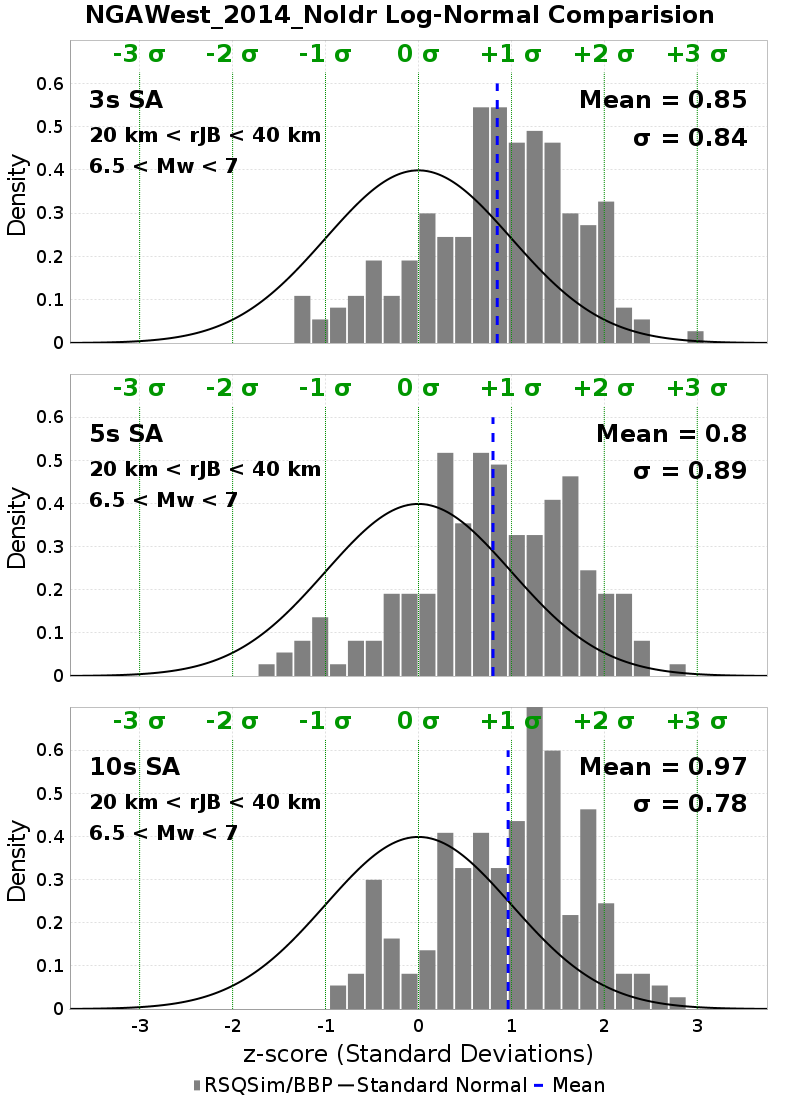 NGAWest_2014_NoIdr Log-Normal Comparision
-3 σ -2 σ -1 σ 0 σ +1 σ +2 σ +3 σ
3s SA
20 km < rJB < 40 km
6.5 < Mw < 7
Mean = 0.85
σ = 0.84
Density
0.6
0.5
0.4
0.3
0.2
0.1
0
-3 σ -2 σ -1 σ 0 σ +1 σ +2 σ +3 σ
5s SA
20 km < rJB < 40 km
6.5 < Mw < 7
Mean = 0.8
σ = 0.89
Density
0.6
0.5
0.4
0.3
0.2
0.1
0
-3 σ -2 σ -1 σ 0 σ +1 σ +2 σ +3 σ
10s SA
20 km < rJB < 40 km
6.5 < Mw < 7
Mean = 0.97
σ = 0.78
Density
0.6
0.5
0.4
0.3
0.2
0.1
0
-3 -2 -1 0 1 2 3
z-score (Standard Deviations)
RSQSim/BBP Standard Normal Mean